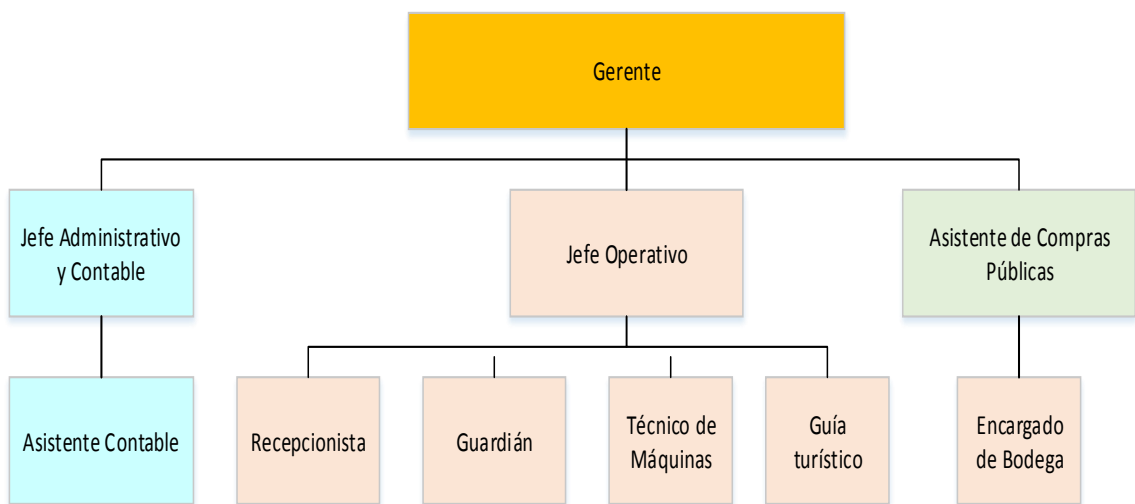 Gerente
Jefe Administrativo
y Contable
Jefe Operativo
Asistente de Compras
Públicas
Asistente Contable
Recepcionista
Guardián
Técnico de
Máquinas
Guía
turístico
Encargado
de Bodega